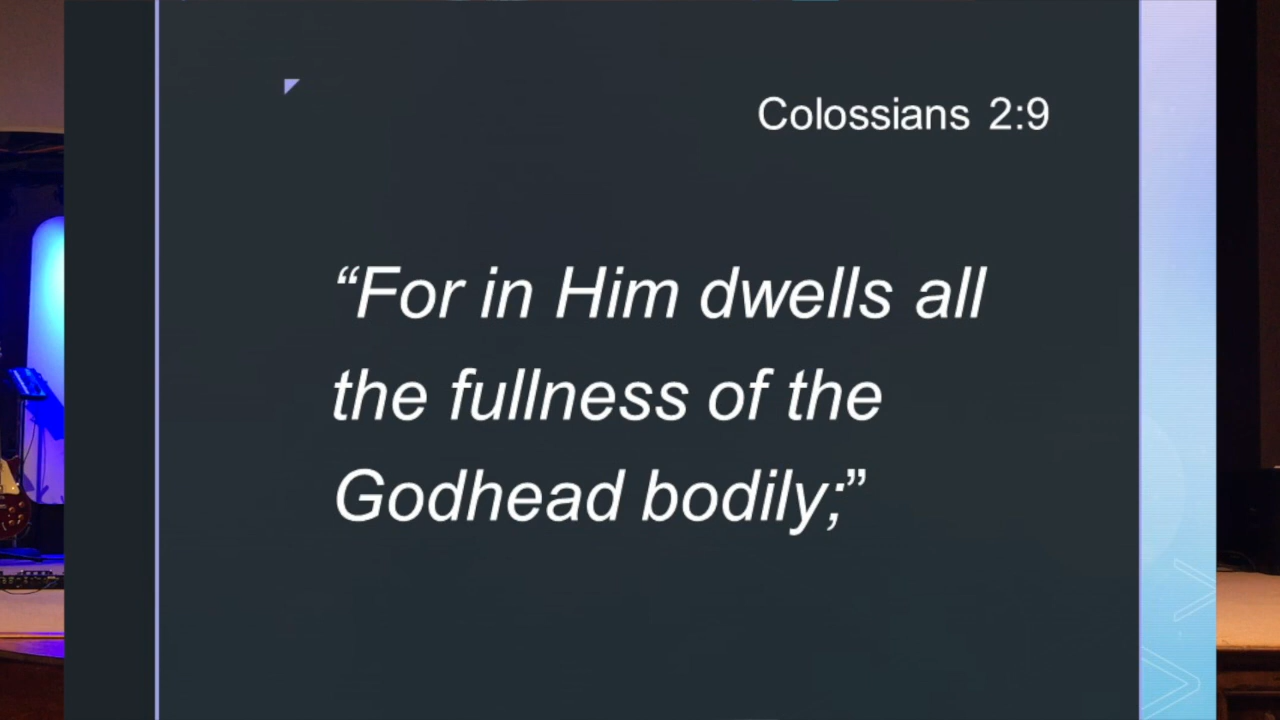 Colossians 2:9
“For in Him dwells all
the fullness of the
Godhead bodily;”